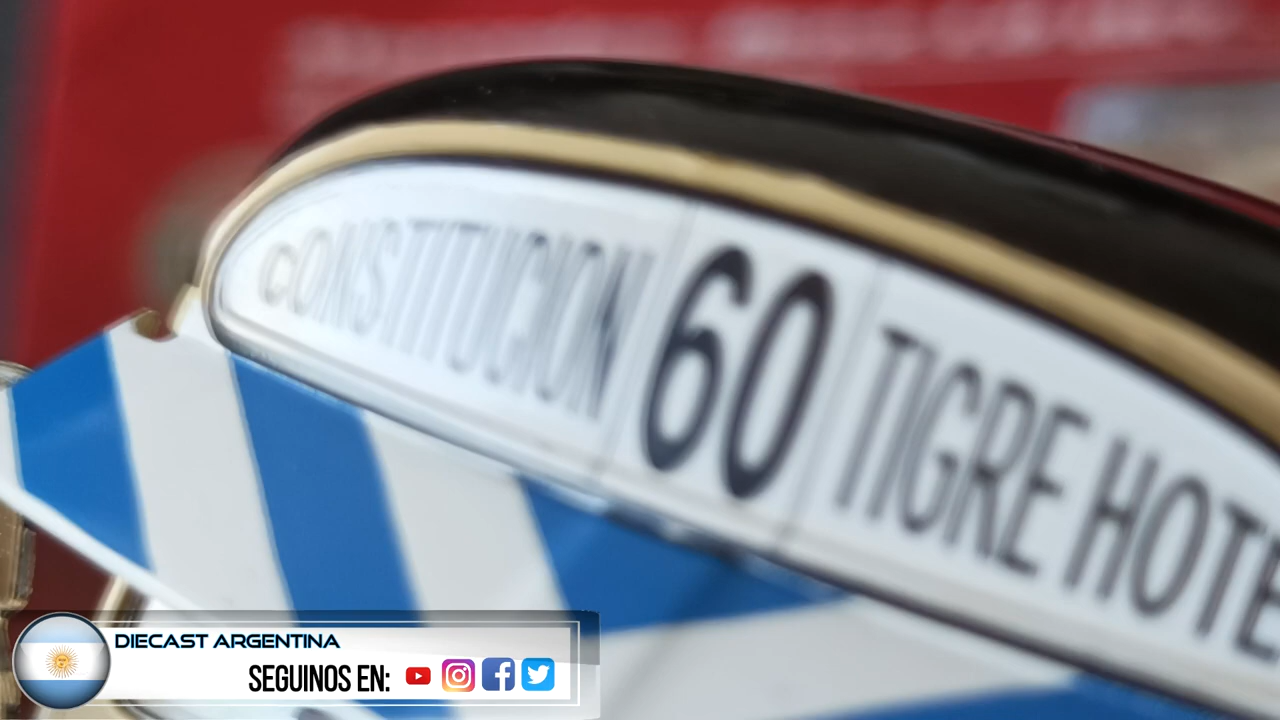 CONSTITUCION 60 TIGRE HOTE
DIECAST ARGENTINA
SEGUINOS EN: